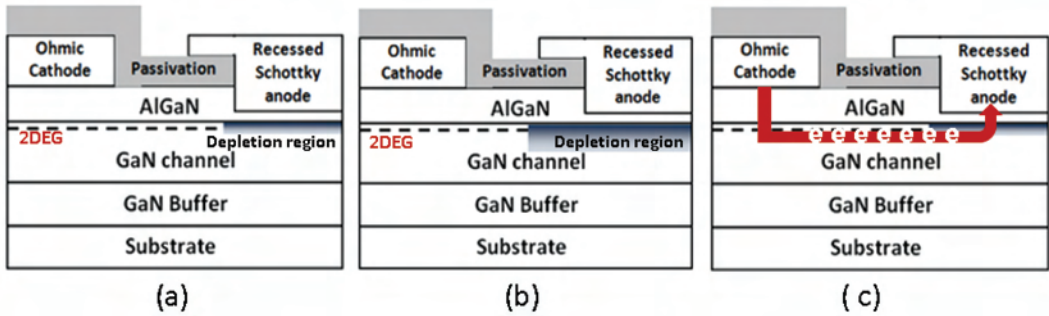 Ohmic
Cathode
Passivation
Recessed
Schottky
anode
AlGaN
2DEG
Depletion region
GaN channel
GaN Buffer
Substrate
(a)
Ohmic
Cathode
Passivation
Recessed
Schottky
anode
AlGaN
2DEG
Depletion region
GaN channel
GaN Buffer
Substrate
(b)
Ohmic
Cathode
Passivation
Recessed
Schottky
anode
AlGaN
e e e e e e e
GaN channel
GaN Buffer
Substrate
( c)